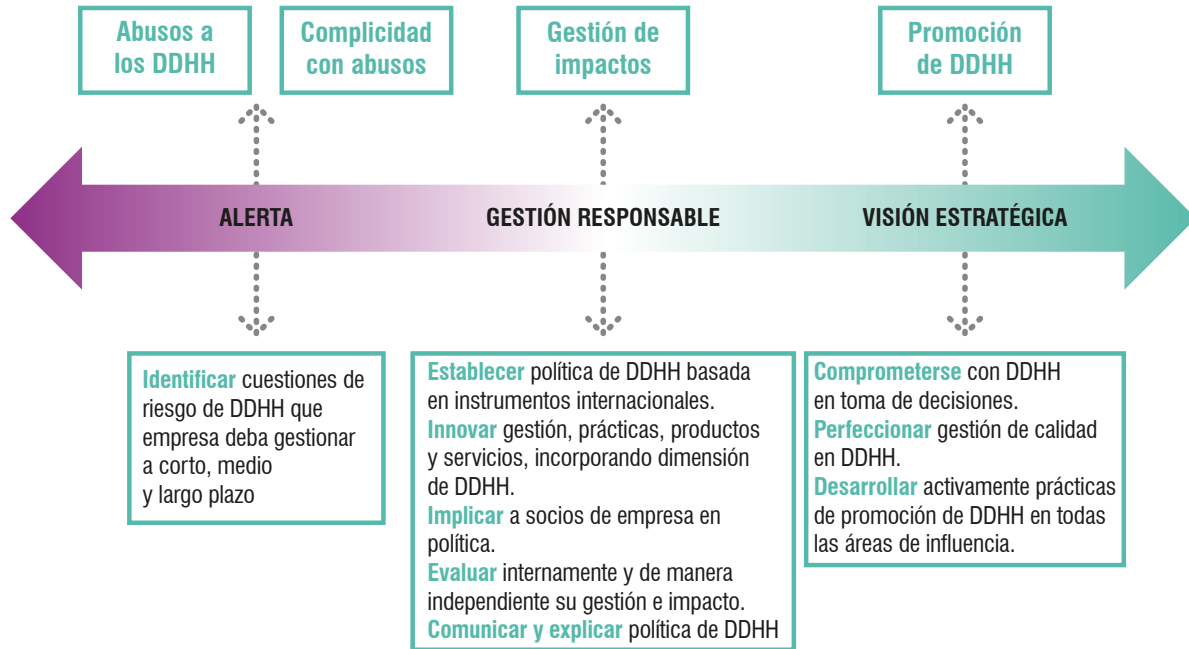 Abusos a
los DDHH
Complicidad
con abusos
Gestión de
impactos
Promoción
de DDHH
ALERTA
GESTIÓN RESPONSABLE
VISIÓN ESTRATÉGICA
Identificar cuestiones de
riesgo de DDHH que
empresa deba gestionar
a corto, medio
y largo plazo
Establecer política de DDHH basada
en instrumentos internacionales.
Innovar gestión, prácticas, productos
y servicios, incorporando dimensión
de DDHH.
Implicar a socios de empresa en
política.
Evaluar internamente y de manera
independiente su gestión e impacto.
Comunicar y explicar política de DDHH
Comprometerse con DDHH
en toma de decisiones.
Perfeccionar gestión de calidad
en DDHH.
Desarrollar activamente prácticas
de promoción de DDHH en todas
las áreas de influencia.